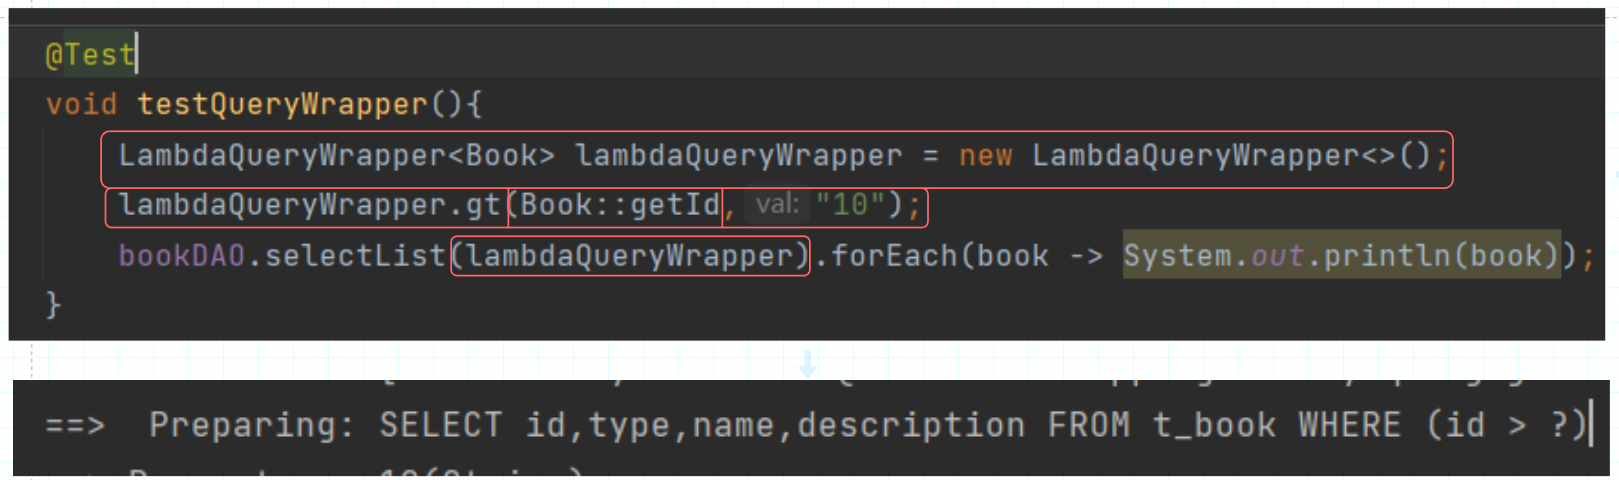 @Test
void testQueryWrapper(){
LambdaQueryWrapper<Book> lambdaQueryWrapper = new LambdaQueryWrapper<>();
lambdaQueryWrapper.gt(Book::getId, val: "10");
bookDAO.selectList(lambdaQueryWrapper).forEach(book -> System.out.println(book));
}
==> Preparing: SELECT id,type,name,description FROM t_book WHERE (id > ?)